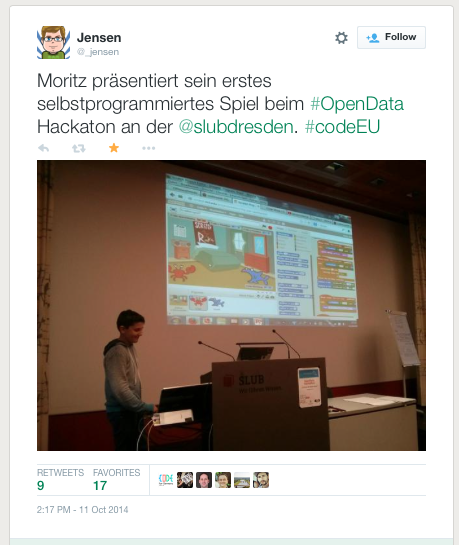 Jensen
@_jensen
Follow
Moritz präsentiert sein erstes
selbstprogrammiertes Spiel beim #OpenData
Hackaton an der @slubdresden. #codeEU
SLUB
RETWEETS FAVORITES
9 17
2:17 PM - 11 Oct 2014